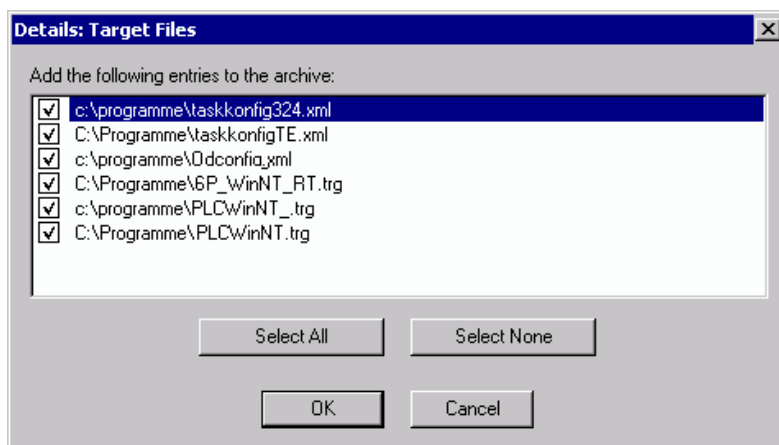 Details: Target Files
Add the following entries to the archive:
c:\programme\taskkonfig324.xml
C:\Programme\taskkonfigTE.xml
c:\programme\Odconfig.xml
C:\Programme\6P_WinNT_RT.trg
c:\programme\PLCWinNT_.trg
C:\Programme\PLCWinNT.trg
Select All Select None
OK Cancel